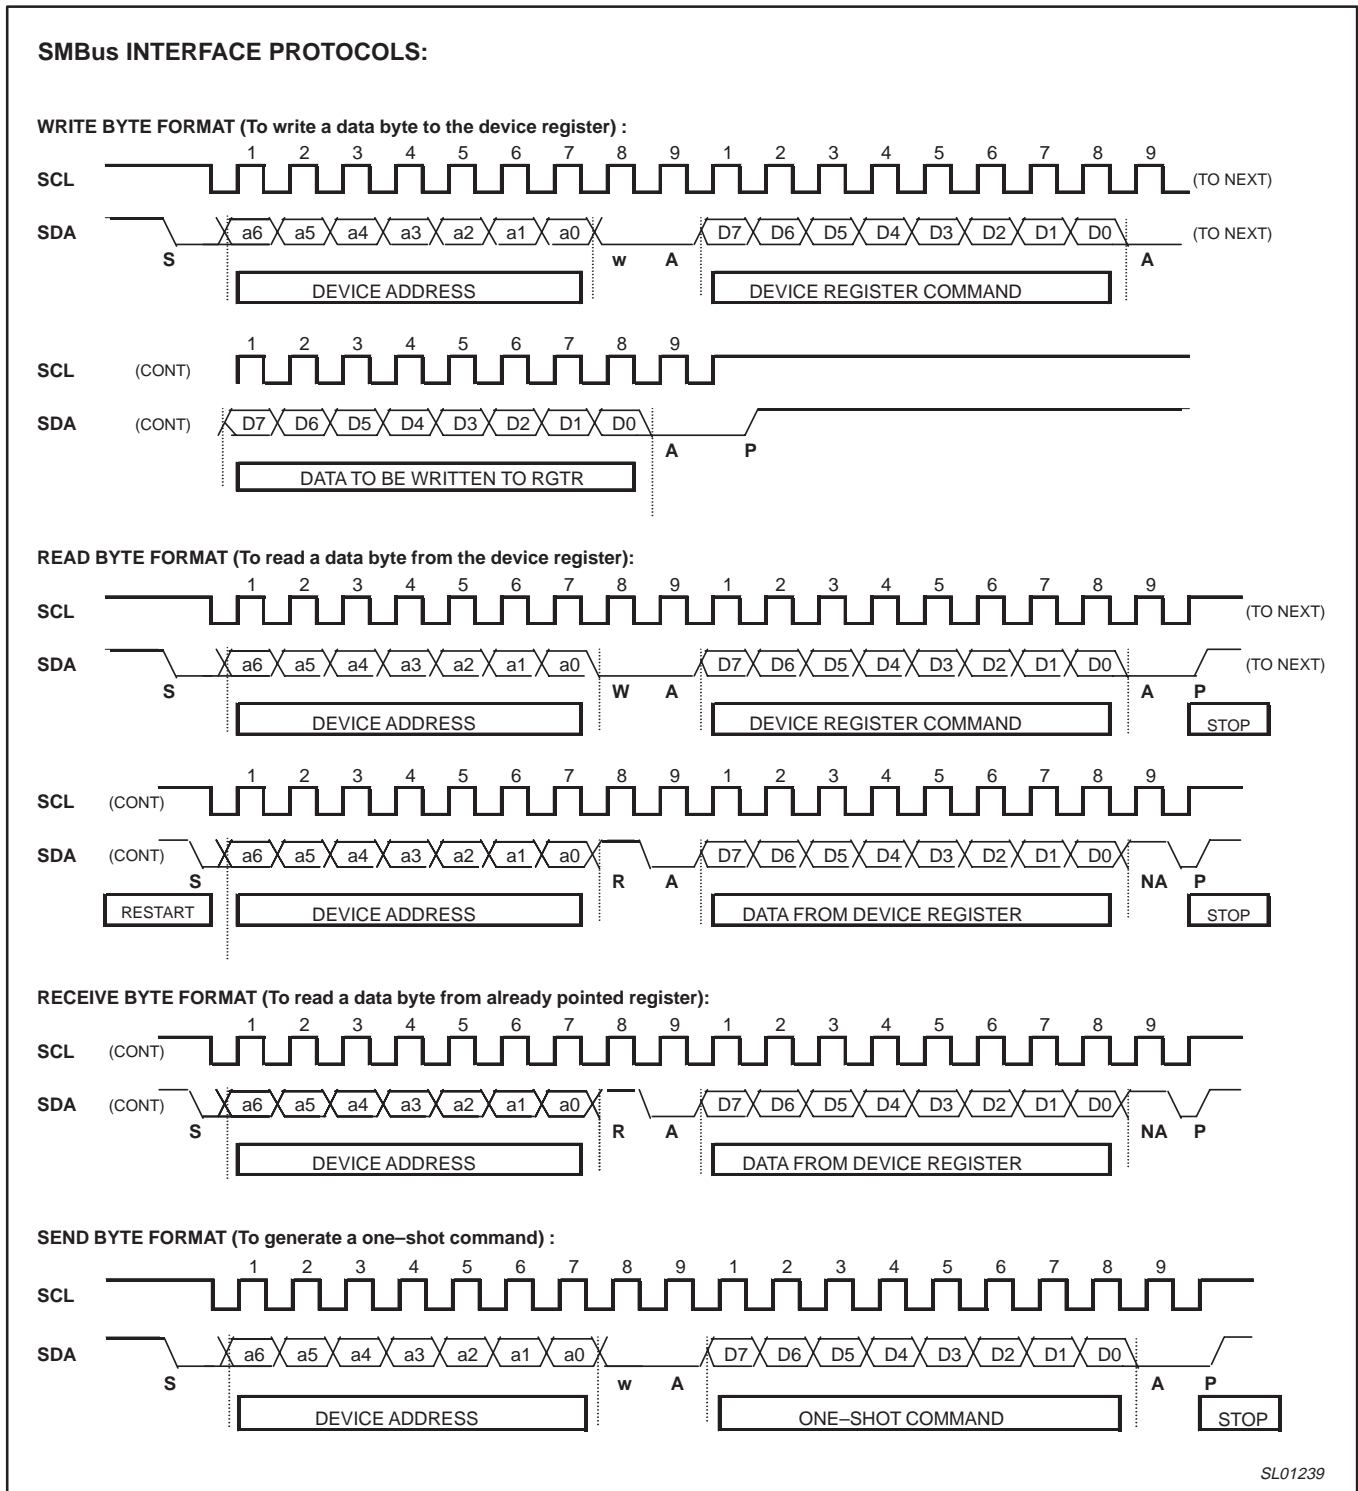 SMBus INTERFACE PROTOCOLS:
WRITE BYTE FORMAT (To write a data byte to the device register) :
1 2 3 4 5 6 7 8 9 1 2 3 4 5 6 7 8 9
SCL (TO NEXT)
SDA a6 a5 a4 a3 a2 a1 a0 D7 D6 D5 D4 D3 D2 D1 D0 (TO NEXT)
S w A A
DEVICE ADDRESS DEVICE REGISTER COMMAND
1 2 3 4 5 6 7 8 9
SCL (CONT)
SDA (CONT) D7 D6 D5 D4 D3 D2 D1 D0
A P
DATA TO BE WRITTEN TO RGTR
READ BYTE FORMAT (To read a data byte from the device register):
1 2 3 4 5 6 7 8 9 1 2 3 4 5 6 7 8 9
SCL (TO NEXT)
SDA a6 a5 a4 a3 a2 a1 a0 D7 D6 D5 D4 D3 D2 D1 D0 (TO NEXT)
S W A A P
DEVICE ADDRESS DEVICE REGISTER COMMAND STOP
1 2 3 4 5 6 7 8 9 1 2 3 4 5 6 7 8 9
SCL (CONT)
SDA (CONT) a6 a5 a4 a3 a2 a1 a0 D7 D6 D5 D4 D3 D2 D1 D0
S R A NA P
RESTART DEVICE ADDRESS DATA FROM DEVICE REGISTER STOP
RECEIVE BYTE FORMAT (To read a data byte from already pointed register):
1 2 3 4 5 6 7 8 9 1 2 3 4 5 6 7 8 9
SCL (CONT)
SDA (CONT) a6 a5 a4 a3 a2 a1 a0 D7 D6 D5 D4 D3 D2 D1 D0
S R A NA P
DEVICE ADDRESS DATA FROM DEVICE REGISTER
SEND BYTE FORMAT (To generate a one–shot command) :
1 2 3 4 5 6 7 8 9 1 2 3 4 5 6 7 8 9
SCL
SDA a6 a5 a4 a3 a2 a1 a0 D7 D6 D5 D4 D3 D2 D1 D0
S w A A P
DEVICE ADDRESS ONE–SHOT COMMAND STOP
SL01239